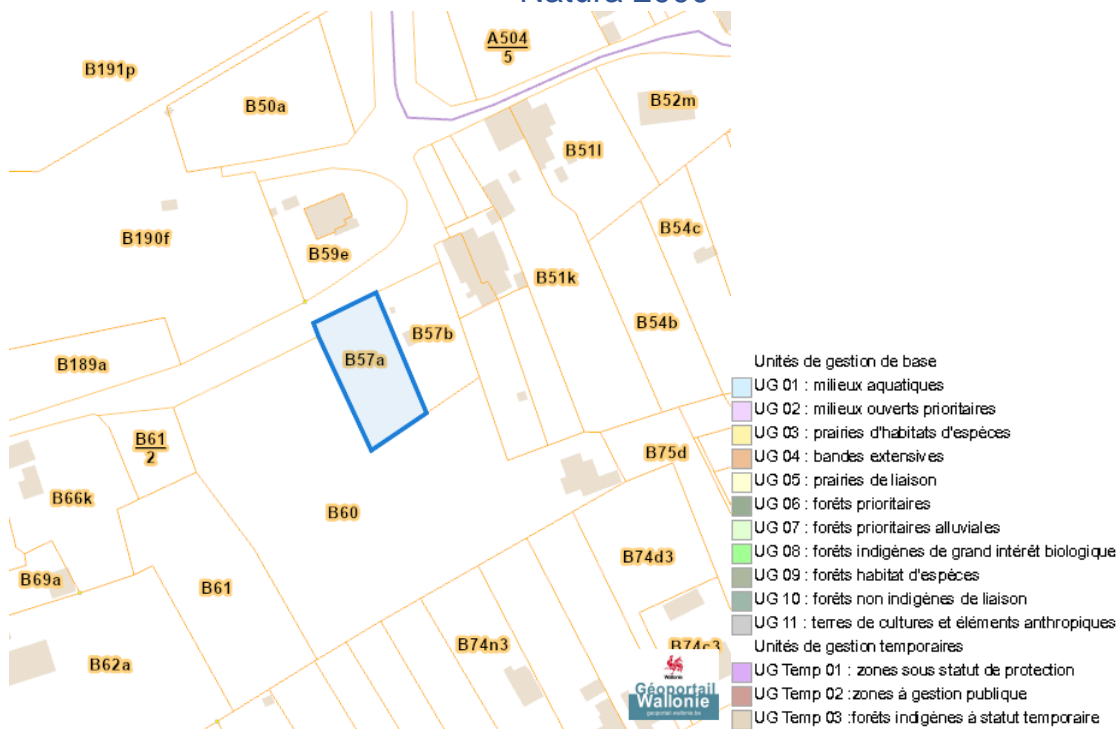 Natura 2000
A504
5
B191p
B50a
B52m
B51l
B190f
B59e
B54c
B51k
B57b
B54b
B189a
B57a
B61
2
B75d
B66k
B60
B69a
B61
B74d3
B62a
B74n3
B74c3
Wallonie
Géoportail
Wallonie
geoportail.wallonie.be
Unités de gestion de base
UG 01 : milieux aquatiques
UG 02 : milieux ouverts prioritaires
UG 03 : prairies d'habitats d'espèces
UG 04 : bandes extensives
UG 05 : prairies de liaison
UG 06 : forêts prioritaires
UG 07 : forêts prioritaires alluviales
UG 08 : forêts indigènes de grand intérêt biologique
UG 09 : forêts habitat d'espèces
UG 10 : forêts non indigènes de liaison
UG 11 : terres de cultures et éléments anthropiques
Unités de gestion temporaires
UG Temp 01 : zones sous statut de protection
UG Temp 02 :zones à gestion publique
UG Temp 03 :forêts indigènes à statut temporaire